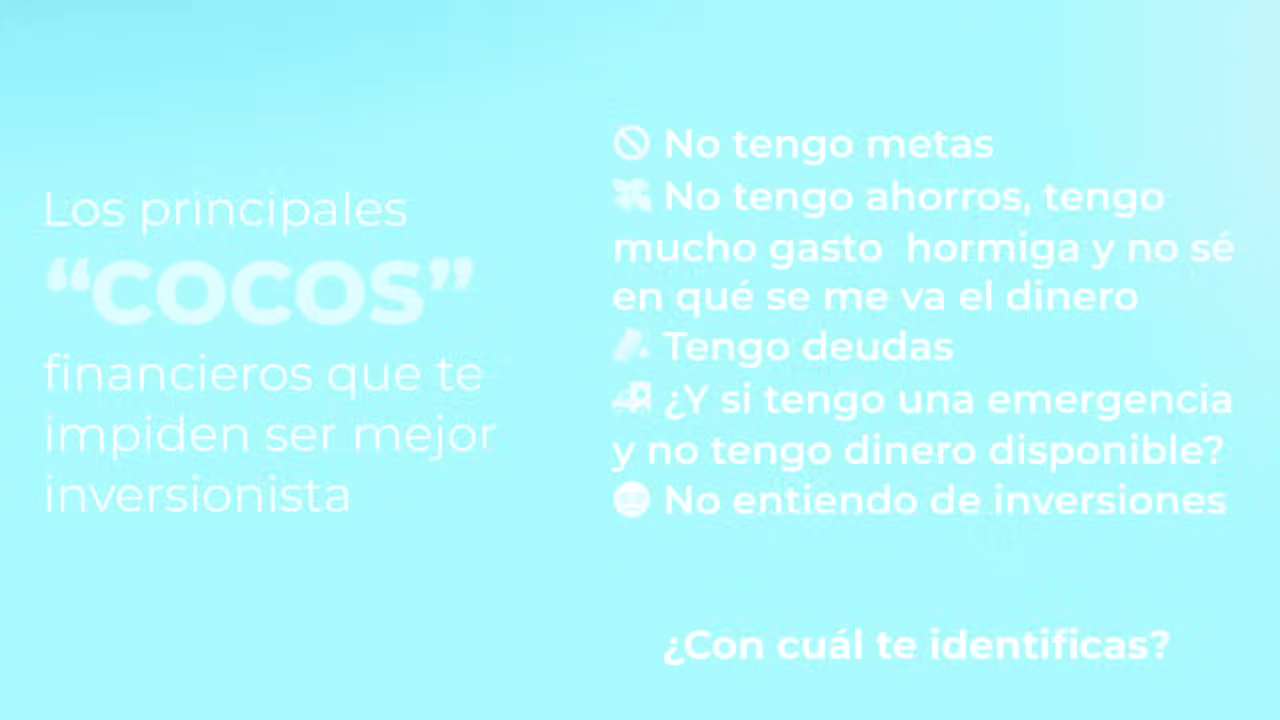 Los principales
“COCOS”
financieros que te
impiden ser mejor
inversionista
🚫 No tengo metas
No tengo ahorros, tengo
mucho gasto hormiga y no sé
en qué se me va el dinero
Tengo deudas
¿Y si tengo una emergencia
y no tengo dinero disponible?
No entiendo de inversiones
¿Con cuál te identificas?